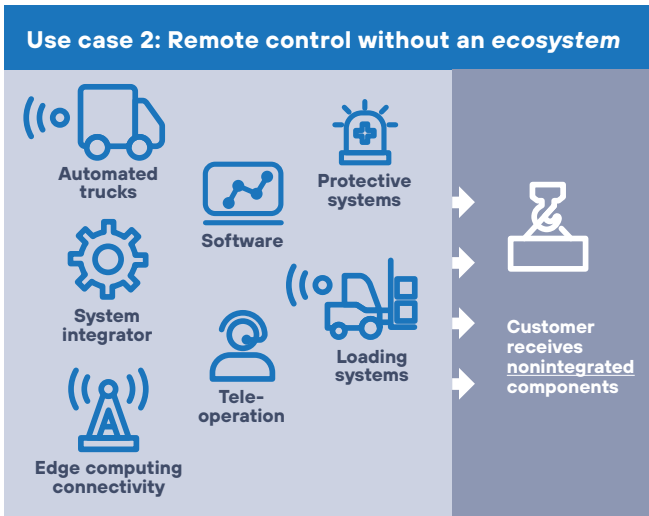 Use case 2: Remote control without an ecosystem
Automated
trucks
Software
Protective
systems
System
integrator
Tele-
operation
Loading
systems
Edge computing
connectivity
Customer
receives
nonintegrated
components